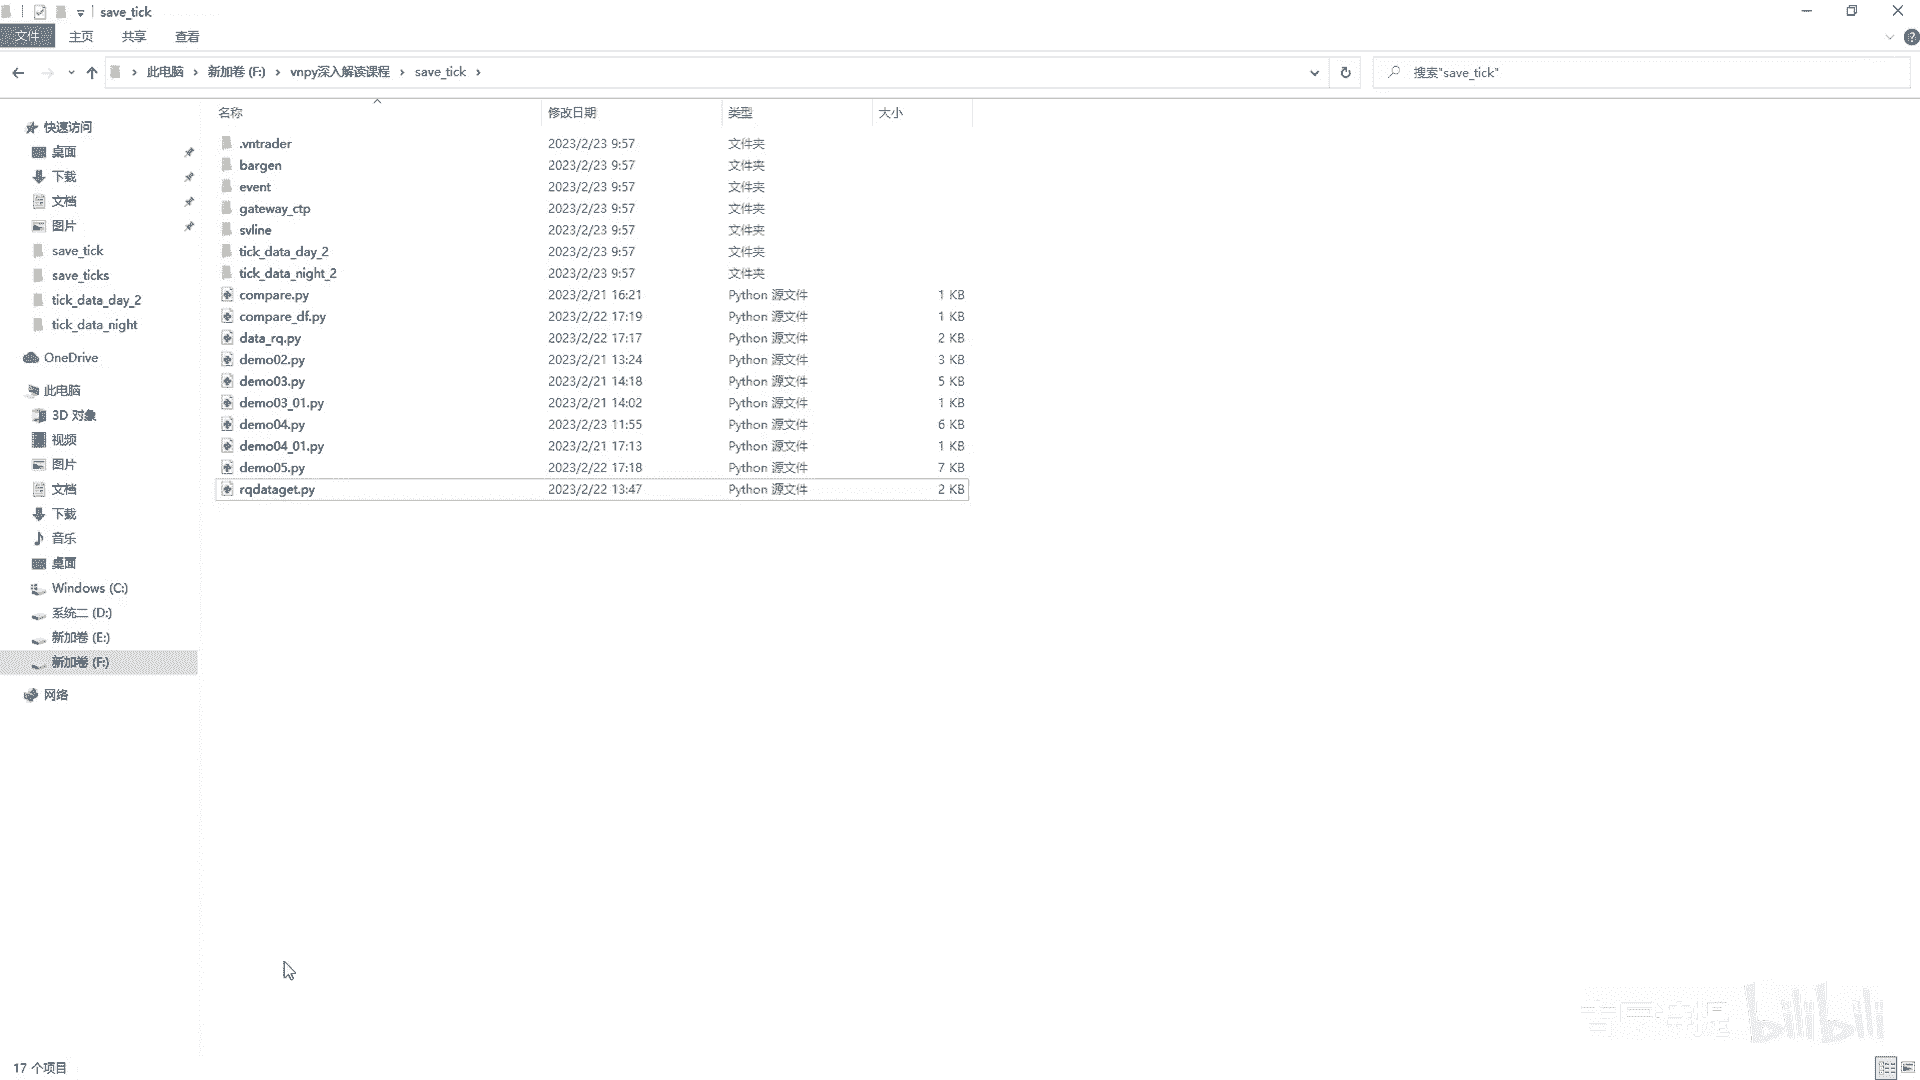 save_tick
文件 主页 共享 查看
此电脑 新加卷 (F:) vnpy深入解读课程 save_tick
搜索"save_tick"
名称 修改日期 类型 大小
.vntrader 2023/2/23 9:57 文件夹
bargen 2023/2/23 9:57 文件夹
event 2023/2/23 9:57 文件夹
gateway_ctp 2023/2/23 9:57 文件夹
svline 2023/2/23 9:57 文件夹
tick_data_day_2 2023/2/23 9:57 文件夹
tick_data_night_2 2023/2/23 9:57 文件夹
compare.py 2023/2/21 16:21 Python 源文件 1 KB
compare_df.py 2023/2/22 17:19 Python 源文件 1 KB
data_rq.py 2023/2/22 17:17 Python 源文件 2 KB
demo02.py 2023/2/21 13:24 Python 源文件 3 KB
demo03.py 2023/2/21 14:18 Python 源文件 5 KB
demo03_01.py 2023/2/21 14:02 Python 源文件 1 KB
demo04.py 2023/2/23 11:55 Python 源文件 6 KB
demo04_01.py 2023/2/21 17:13 Python 源文件 1 KB
demo05.py 2023/2/22 17:18 Python 源文件 7 KB
rqdataget.py 2023/2/22 13:47 Python 源文件 2 KB
快速访问
桌面
下载
文档
图片
save_tick
save_ticks
tick_data_day_2
tick_data_night
OneDrive
此电脑
3D 对象
视频
图片
文档
下载
音乐
桌面
Windows (C:)
系统二 (D:)
新加卷 (E:)
新加卷 (F:)
网络
bilibili
17 个项目